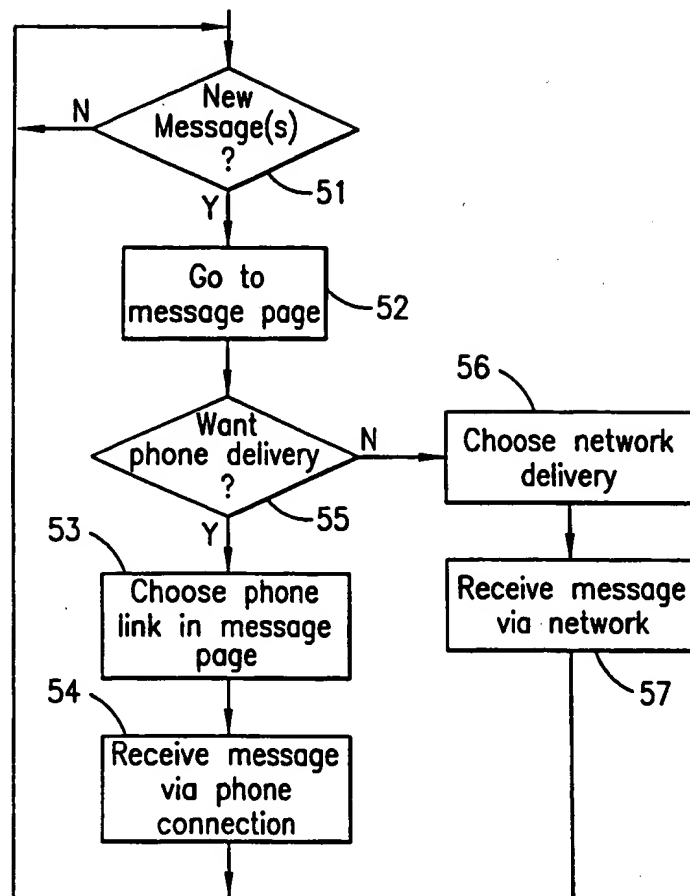 New
Message(s)
?
N
51
Y
Go to
message page
52
Want
phone delivery
?
N
55
Y
56
Choose network
delivery
53
Choose phone
link in message
page
Receive message
via network
57
54
Receive message
via phone
connection